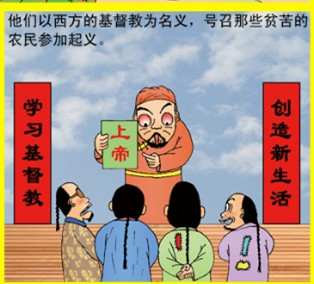 他们以西方的基督教为名义，号召那些贫苦的
农民参加起义。
学习基督教
上帝
创造新生活